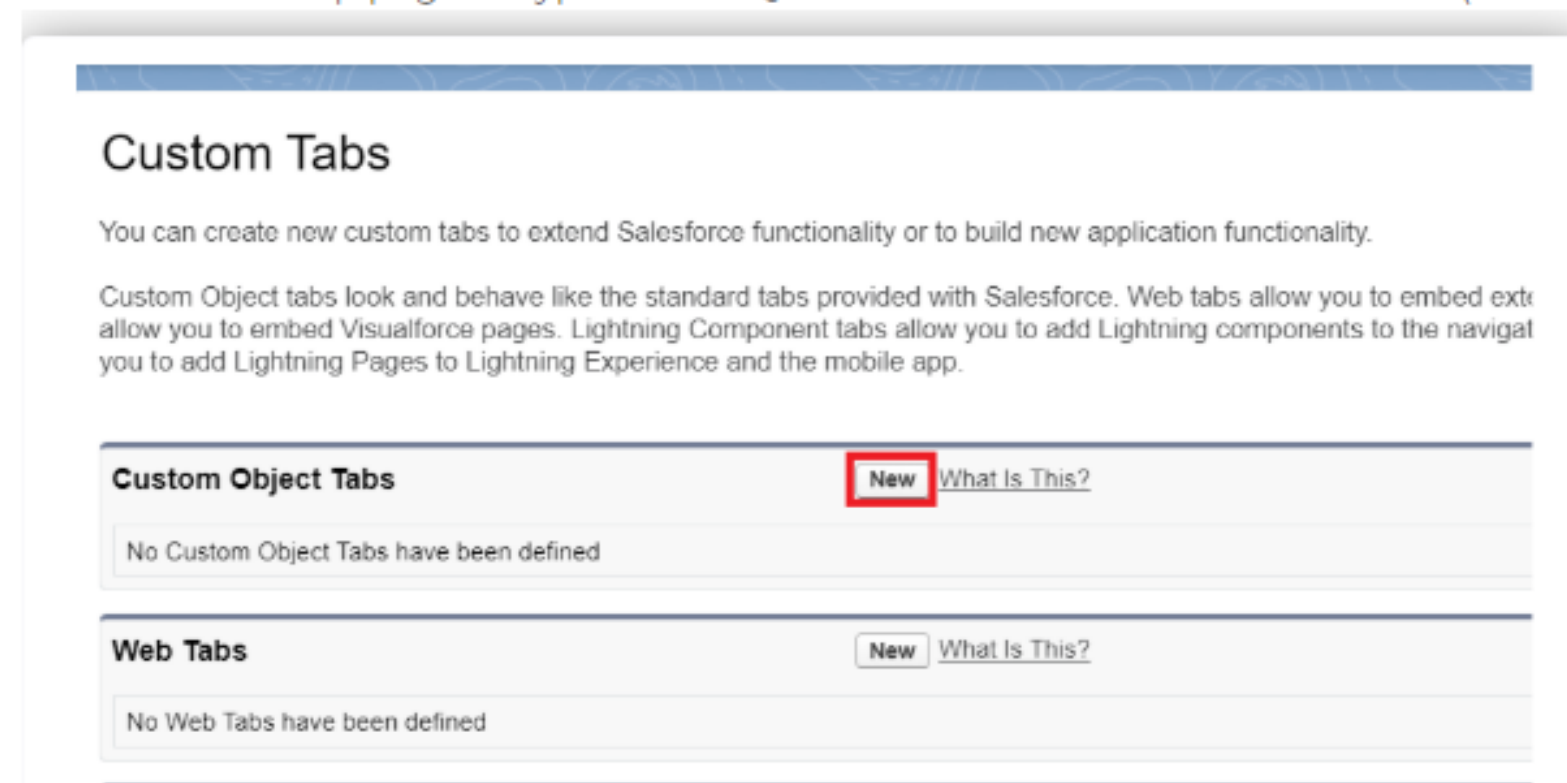 Custom Tabs
You can create new custom tabs to extend Salesforce functionality or to build new application functionality.
Custom Object tabs look and behave like the standard tabs provided with Salesforce. Web tabs allow you to embed
allow you to embed Visualforce pages. Lightning Component tabs allow you to add Lightning components to the
you to add Lightning Pages to Lightning Experience and the mobile app.
Custom Object Tabs New What Is This?
No Custom Object Tabs have been defined
Web Tabs New What Is This?
No Web Tabs have been defined